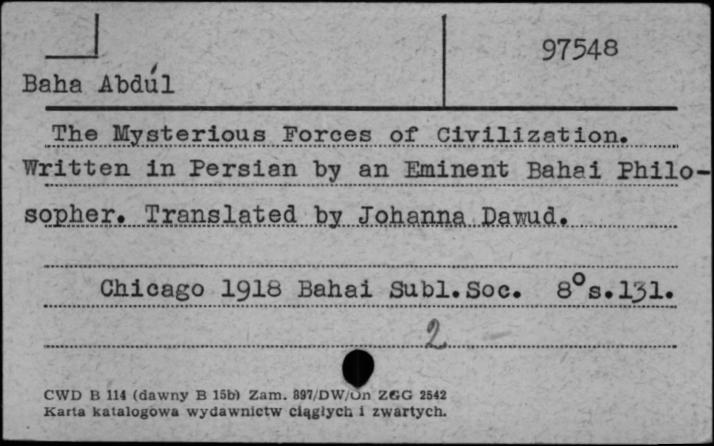 97548
Baha Abdúl
The Mysterious Forces of Civilization.
Written in Persian by an Eminent Bahai Philo-
sopher. Translated by Johanna Dawud.
Chicago 1918 Bahai Subl.Soc. 8°s.131.
2
CWD B 114 (dawny B 15b) Zam. 897/DW/Un ZGG 2542
Karta katalogowa wydawnictw ciągłych i zwartych.